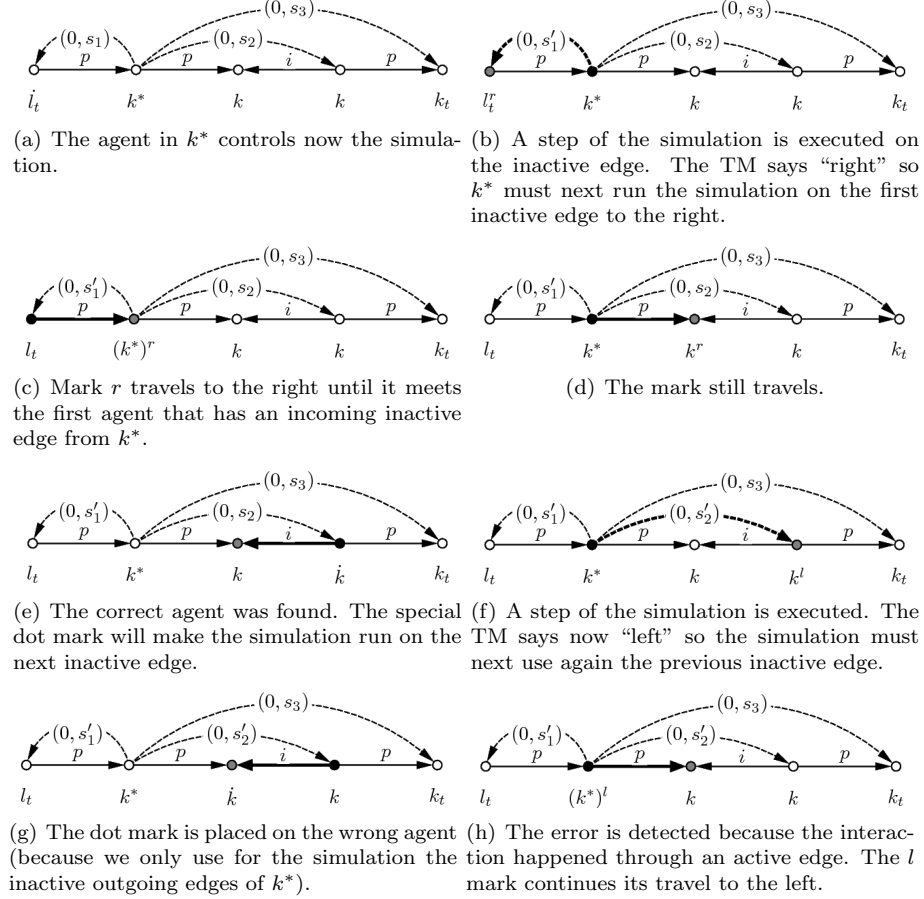 (0, s₃) (0, s₃)
(0, s₁) (0, s₂) (0, s′₁) (0, s₂)
p p i p p p i p
l̇ₜ k* k k kₜ lₜʳ k* k k kₜ
(a) The agent in k* controls now the simula-
tion.
(b) A step of the simulation is executed on
the inactive edge. The TM says “right” so
k* must next run the simulation on the first
inactive edge to the right.
(0, s₃) (0, s₃)
(0, s′₁) (0, s₂) (0, s′₁) (0, s₂)
p p i p p p i p
lₜ (k*)ʳ k k kₜ lₜ k* kʳ k kₜ
(c) Mark r travels to the right until it meets
the first agent that has an incoming inactive
edge from k*.
(d) The mark still travels.
(0, s₃) (0, s₃)
(0, s′₁) (0, s₂) (0, s′₁) (0, s′₂)
p p i p p p i p
lₜ k* k k̇ kₜ lₜ k* k kˡ kₜ
(e) The correct agent was found. The special
dot mark will make the simulation run on the
next inactive edge.
(f) A step of the simulation is executed. The
TM says now “left” so the simulation must
next use again the previous inactive edge.
(0, s₃) (0, s₃)
(0, s′₁) (0, s′₂) (0, s′₁) (0, s′₂)
p p i p p p i p
lₜ k* k̇ k kₜ lₜ (k*)ˡ k k kₜ
(g) The dot mark is placed on the wrong agent
(because we only use for the simulation the
inactive outgoing edges of k*).
(h) The error is detected because the interac-
tion happened through an active edge. The l
mark continues its travel to the left.